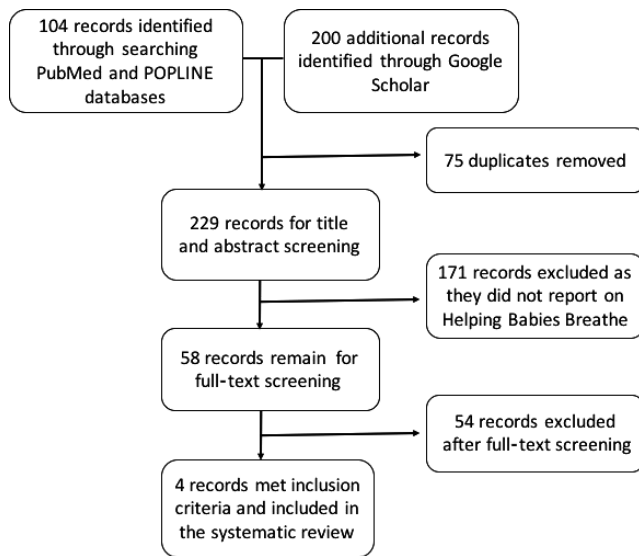 104 records identified
through searching
PubMed and POPLINE
databases
200 additional records
identified through Google
Scholar
75 duplicates removed
229 records for title
and abstract screening
171 records excluded as
they did not report on
Helping Babies Breathe
58 records remain for
full-text screening
54 records excluded
after full-text screening
4 records met inclusion
criteria and included in
the systematic review